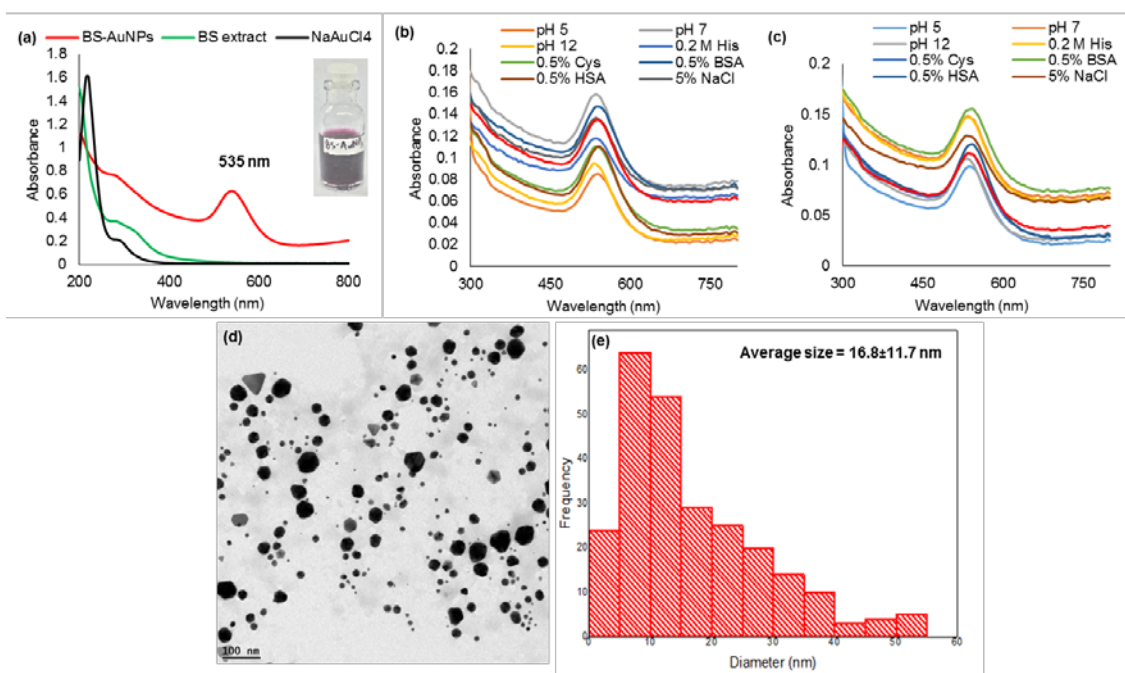 (a)
BS-AuNPs BS extract NaAuCl4
1.8
1.6
1.4
1.2
1
0.8
0.6
0.4
0.2
0
Absorbance
535 nm
200 400 600 800
Wavelength (nm)
(b)
pH 5 pH 7
pH 12 0.2 M His
0.5% Cys 0.5% BSA
0.5% HSA 5% NaCl
0.2
0.18
0.16
0.14
0.12
0.1
0.08
0.06
0.04
0.02
0
Absorbance
300 450 600 750
Wavelength (nm)
(c)
pH 5 pH 7
pH 12 0.2 M His
0.5% Cys 0.5% BSA
0.5% HSA 5% NaCl
0.2
0.15
0.1
0.05
0
Absorbance
300 450 600 750
Wavelength (nm)
(d)
100 nm
(e)
Average size = 16.8±11.7 nm
60
50
40
30
20
10
0
Frequency
0 10 20 30 40 50 60
Diameter (nm)